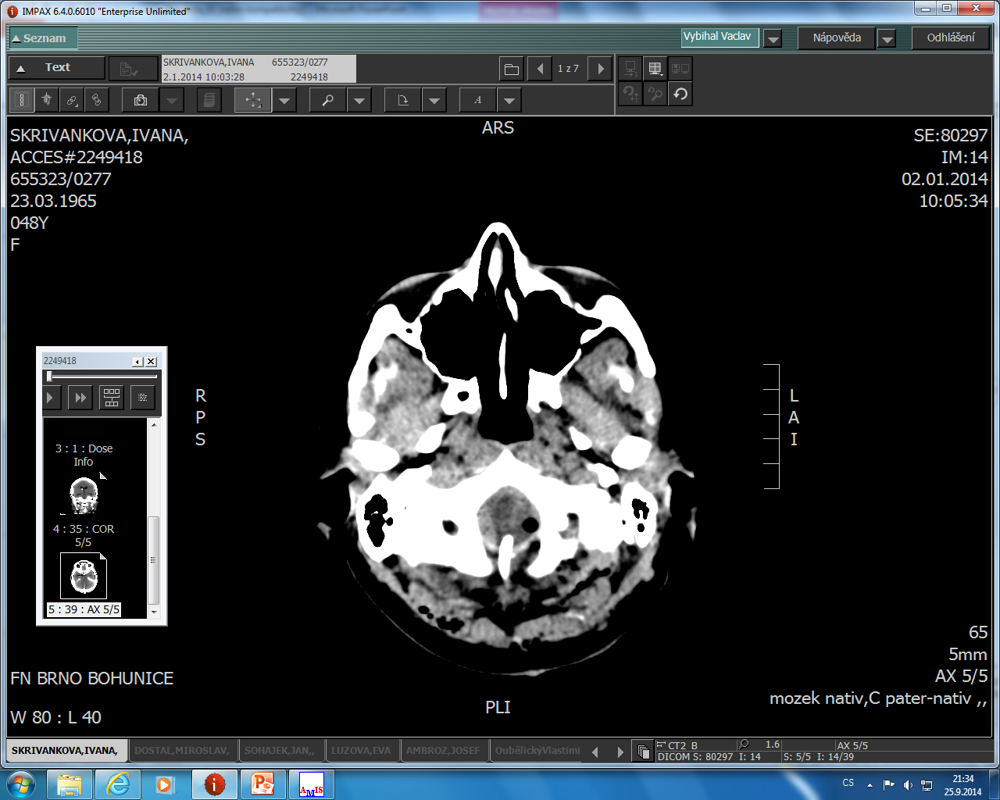 IMPAX 6.4.0.6010 "Enterprise Unlimited"
Seznam
Vybihal Vaclav
Nápověda
Odhlášení
Text
SKRIVANKOVA,IVANA 655323/0277
2.1.2014 10:03:28 2249418
1 z 7
A
SKRIVANKOVA,IVANA,
ACCES#2249418
655323/0277
23.03.1965
048Y
F
ARS
SE:80297
IM:14
02.01.2014
10:05:34
2249418
3 : 1 : Dose
Info
4 : 35 : COR
5/5
5 : 39 : AX 5/5
R
P
S
L
A
I
FN BRNO BOHUNICE
W 80 : L 40
PLI
65
5mm
AX 5/5
mozek nativ,C pater-nativ ,,
SKRIVANKOVA,IVANA,
DOSTAL,MIROSLAV,
SOHAJEK,JAN,,
LUZOVA,EVA
AMBROZ,JOSEF
OubělickýVlastimi
CT2 B
1.6
AX 5/5
DICOM S: 80297 I: 14
S: 5/5 I: 14/39
AMIS
CS
21:34
25.9.2014